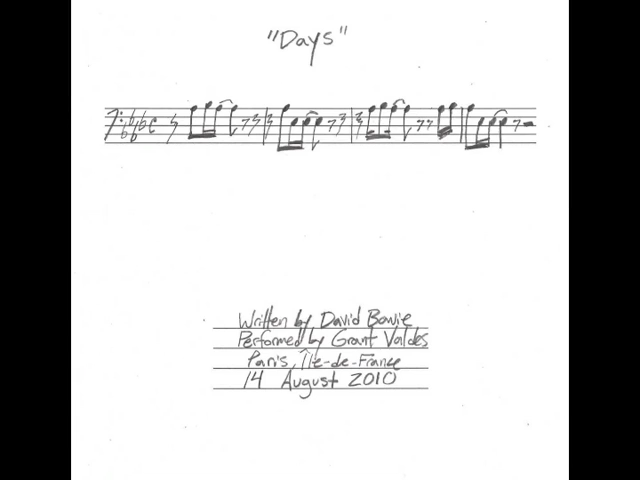 "Days"
Written by David Bowie
Performed by Grant Valdes
Paris, Île-de-France
14 August 2010